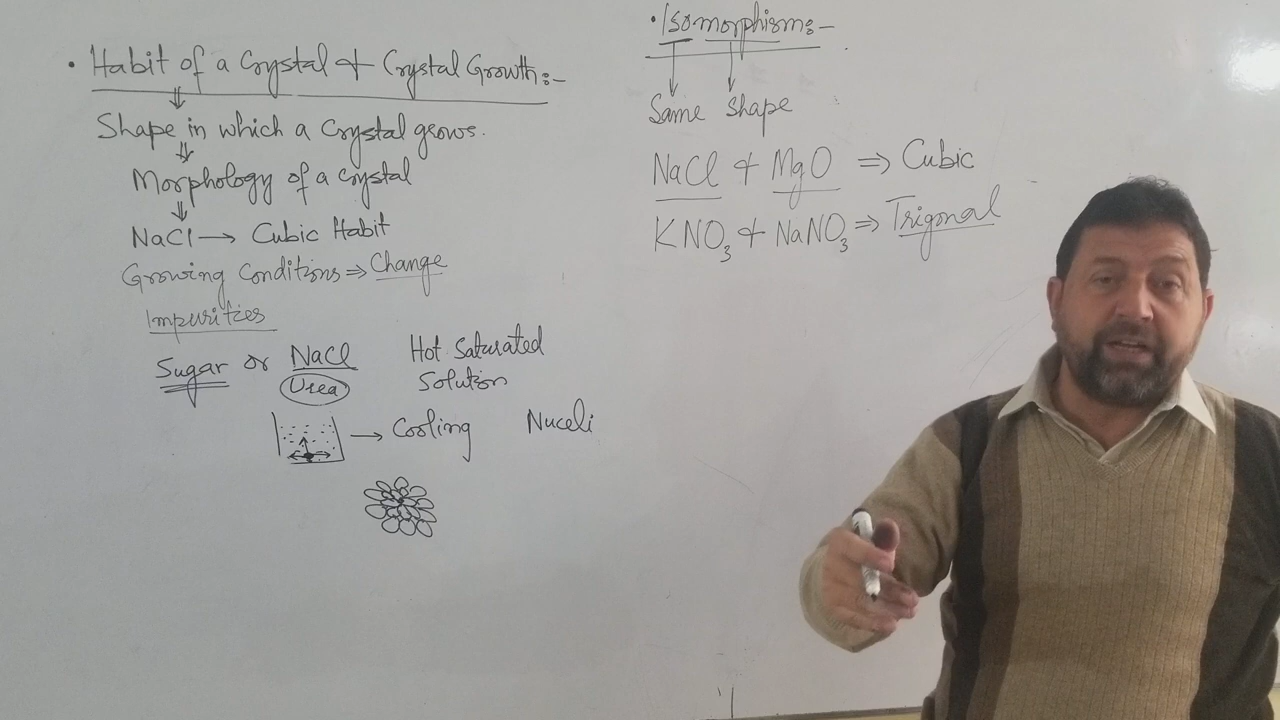 • Habit of a Crystal & Crystal Growth:-
Shape in which a Crystal grows.
Morphology of a crystal
NaCl → Cubic Habit
Growing Conditions ⇒ Change
Impurities
Sugar or NaCl
Urea
Hot Saturated
Solution
→ Cooling
Nuceli
• Isomorphism:-
Same Shape
NaCl & MgO ⇒ Cubic
KNO₃ & NaNO₃ ⇒ Trigonal